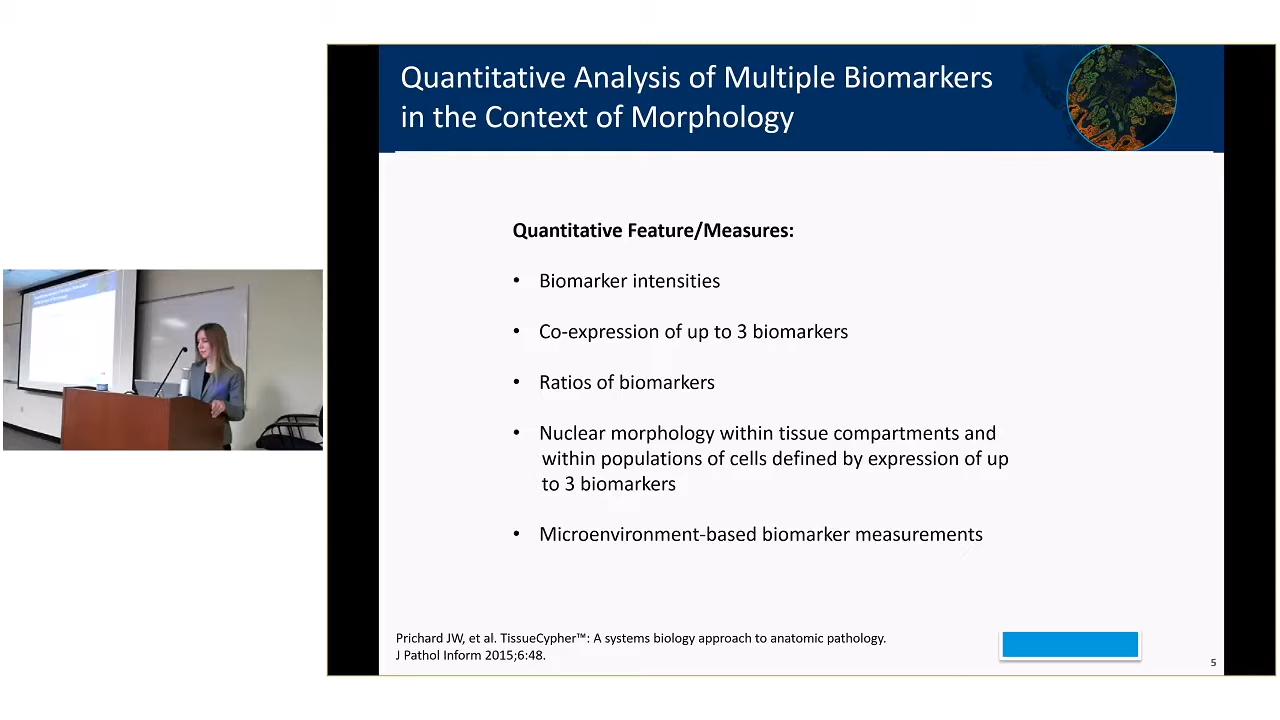 Quantitative Analysis of Multiple Biomarkers
in the Context of Morphology
Quantitative Feature/Measures:
• Biomarker intensities
• Co-expression of up to 3 biomarkers
• Ratios of biomarkers
• Nuclear morphology within tissue compartments and
within populations of cells defined by expression of up
to 3 biomarkers
• Microenvironment-based biomarker measurements
Prichard JW, et al. TissueCypher™: A systems biology approach to anatomic pathology.
J Pathol Inform 2015;6:48.
5